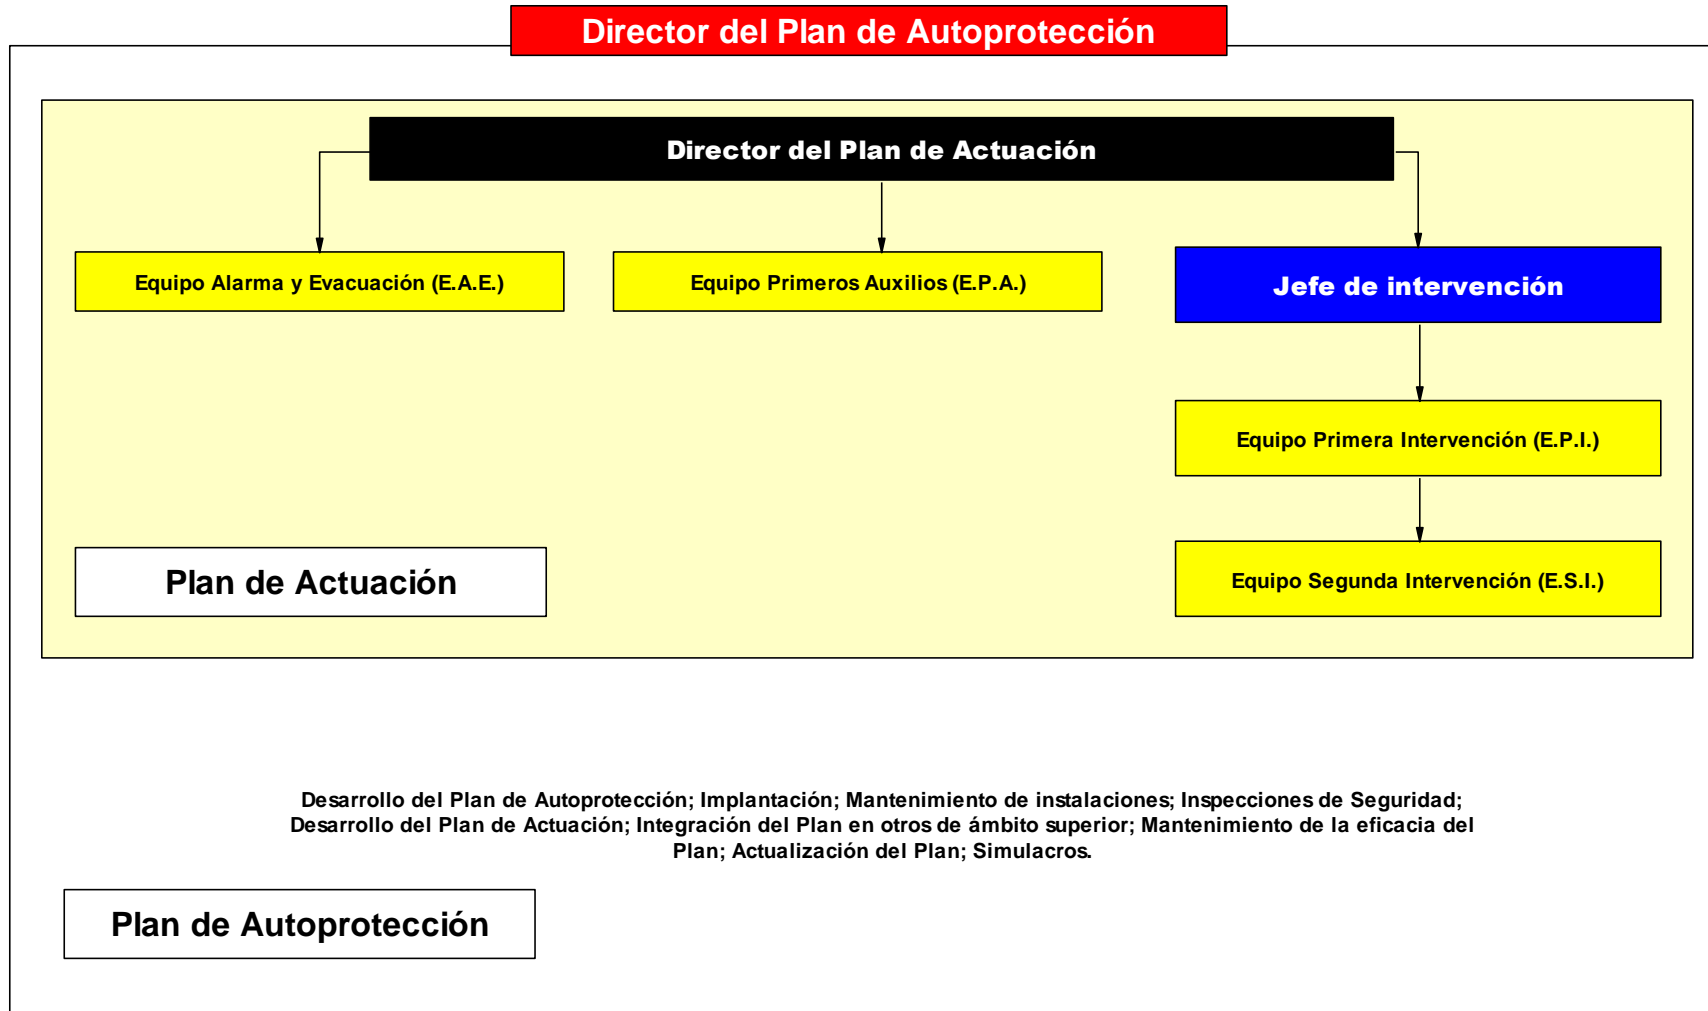 Director del Plan de Autoprotección
Director del Plan de Actuación
Equipo Alarma y Evacuación (E.A.E.)
Equipo Primeros Auxilios (E.P.A.)
Jefe de intervención
Equipo Primera Intervención (E.P.I.)
Equipo Segunda Intervención (E.S.I.)
Plan de Actuación
Desarrollo del Plan de Autoprotección; Implantación; Mantenimiento de instalaciones; Inspecciones de Seguridad;
Desarrollo del Plan de Actuación; Integración del Plan en otros de ámbito superior; Mantenimiento de la eficacia del
Plan; Actualización del Plan; Simulacros.
Plan de Autoprotección